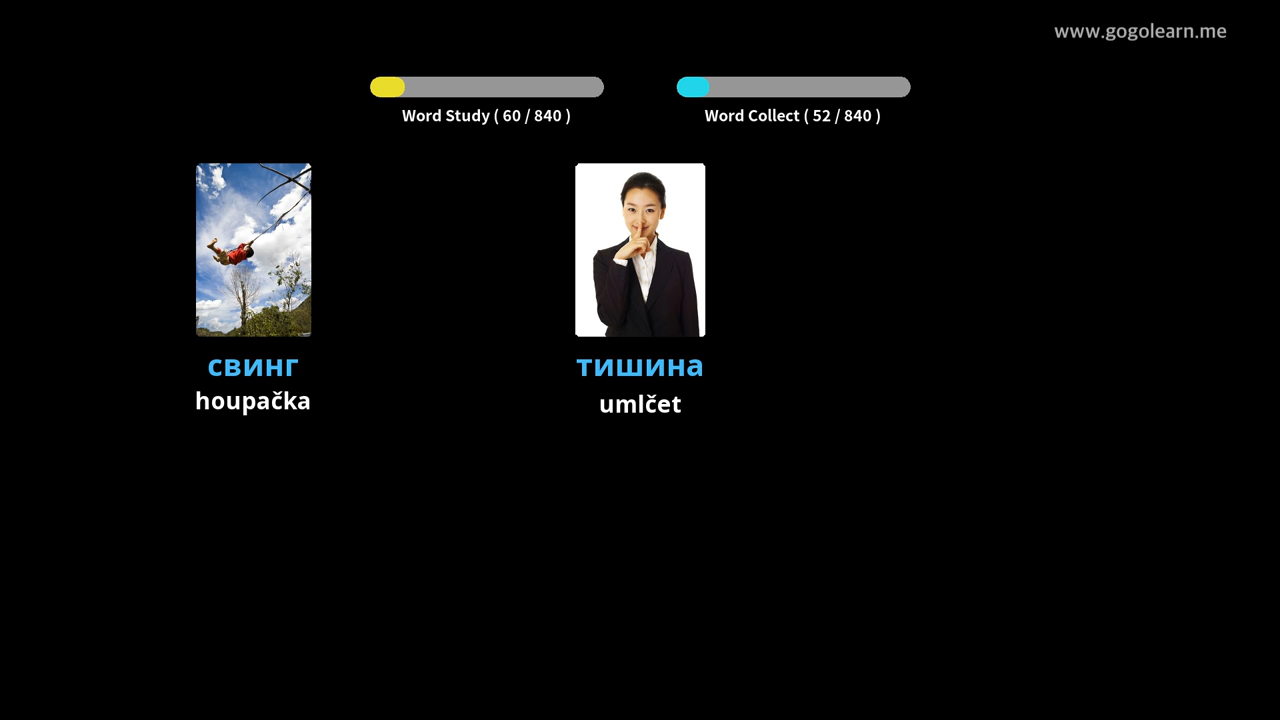 www.gogolearn.me
Word Study ( 60 / 840 )
Word Collect ( 52 / 840 )
свинг
houpačka
тишина
umlčet